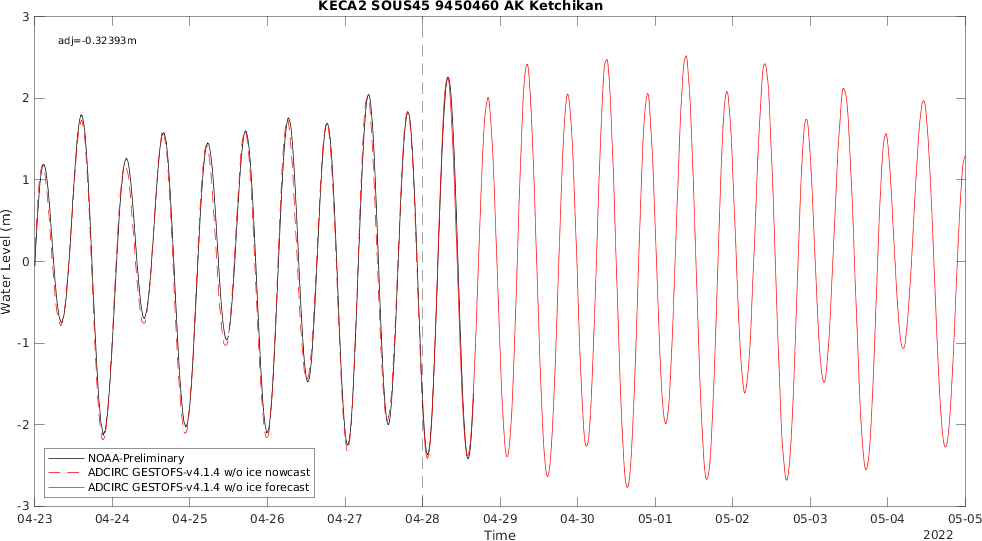 KECA2 SOUS45 9450460 AK Ketchikan
adj=-0.32393m
3
2
1
0
-1
-2
-3
Water Level (m)
NOAA-Preliminary
ADCIRC GESTOFS-v4.1.4 w/o ice nowcast
ADCIRC GESTOFS-v4.1.4 w/o ice forecast
04-23 04-24 04-25 04-26 04-27 04-28 04-29 04-30 05-01 05-02 05-03 05-04 05-05
Time
2022